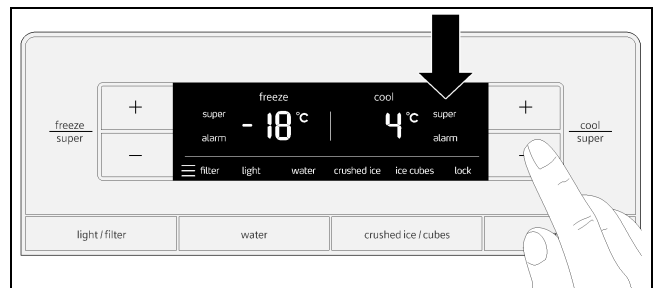 freeze cool
super - 18 °C 4 °C super
alarm alarm
filter light water crushed ice ice cubes lock
freeze
super
+
−
+
cool
super
light / filter water crushed ice / cubes